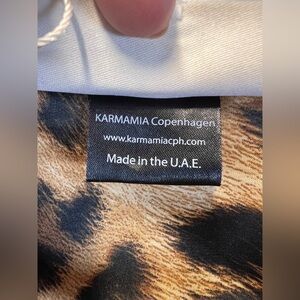 KARMAMIA Copenhagen
www.karmamiacph.com
Made in the U.A.E.